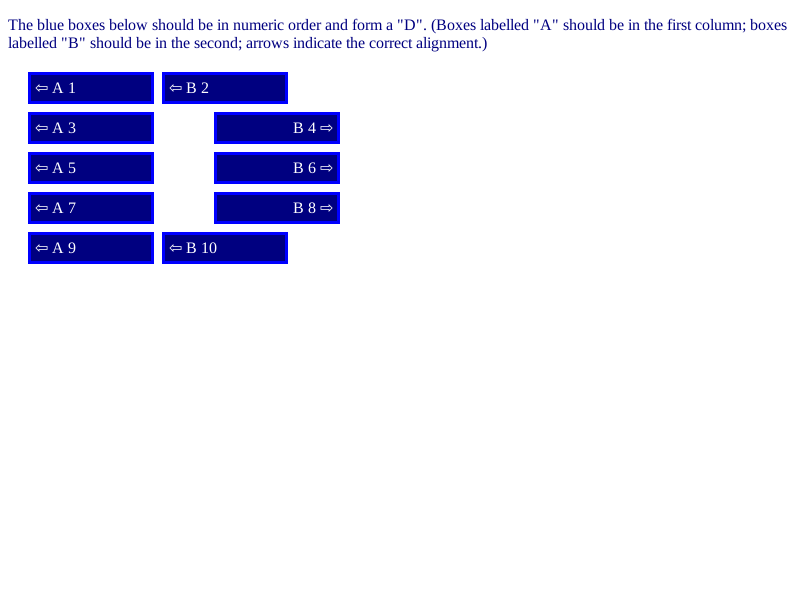 The blue boxes below should be in numeric order and form a "D". (Boxes labelled "A" should be in the first column; boxes
labelled "B" should be in the second; arrows indicate the correct alignment.)
⇦ A 1 ⇦ B 2
⇦ A 3 B 4 ⇨
⇦ A 5 B 6 ⇨
⇦ A 7 B 8 ⇨
⇦ A 9 ⇦ B 10